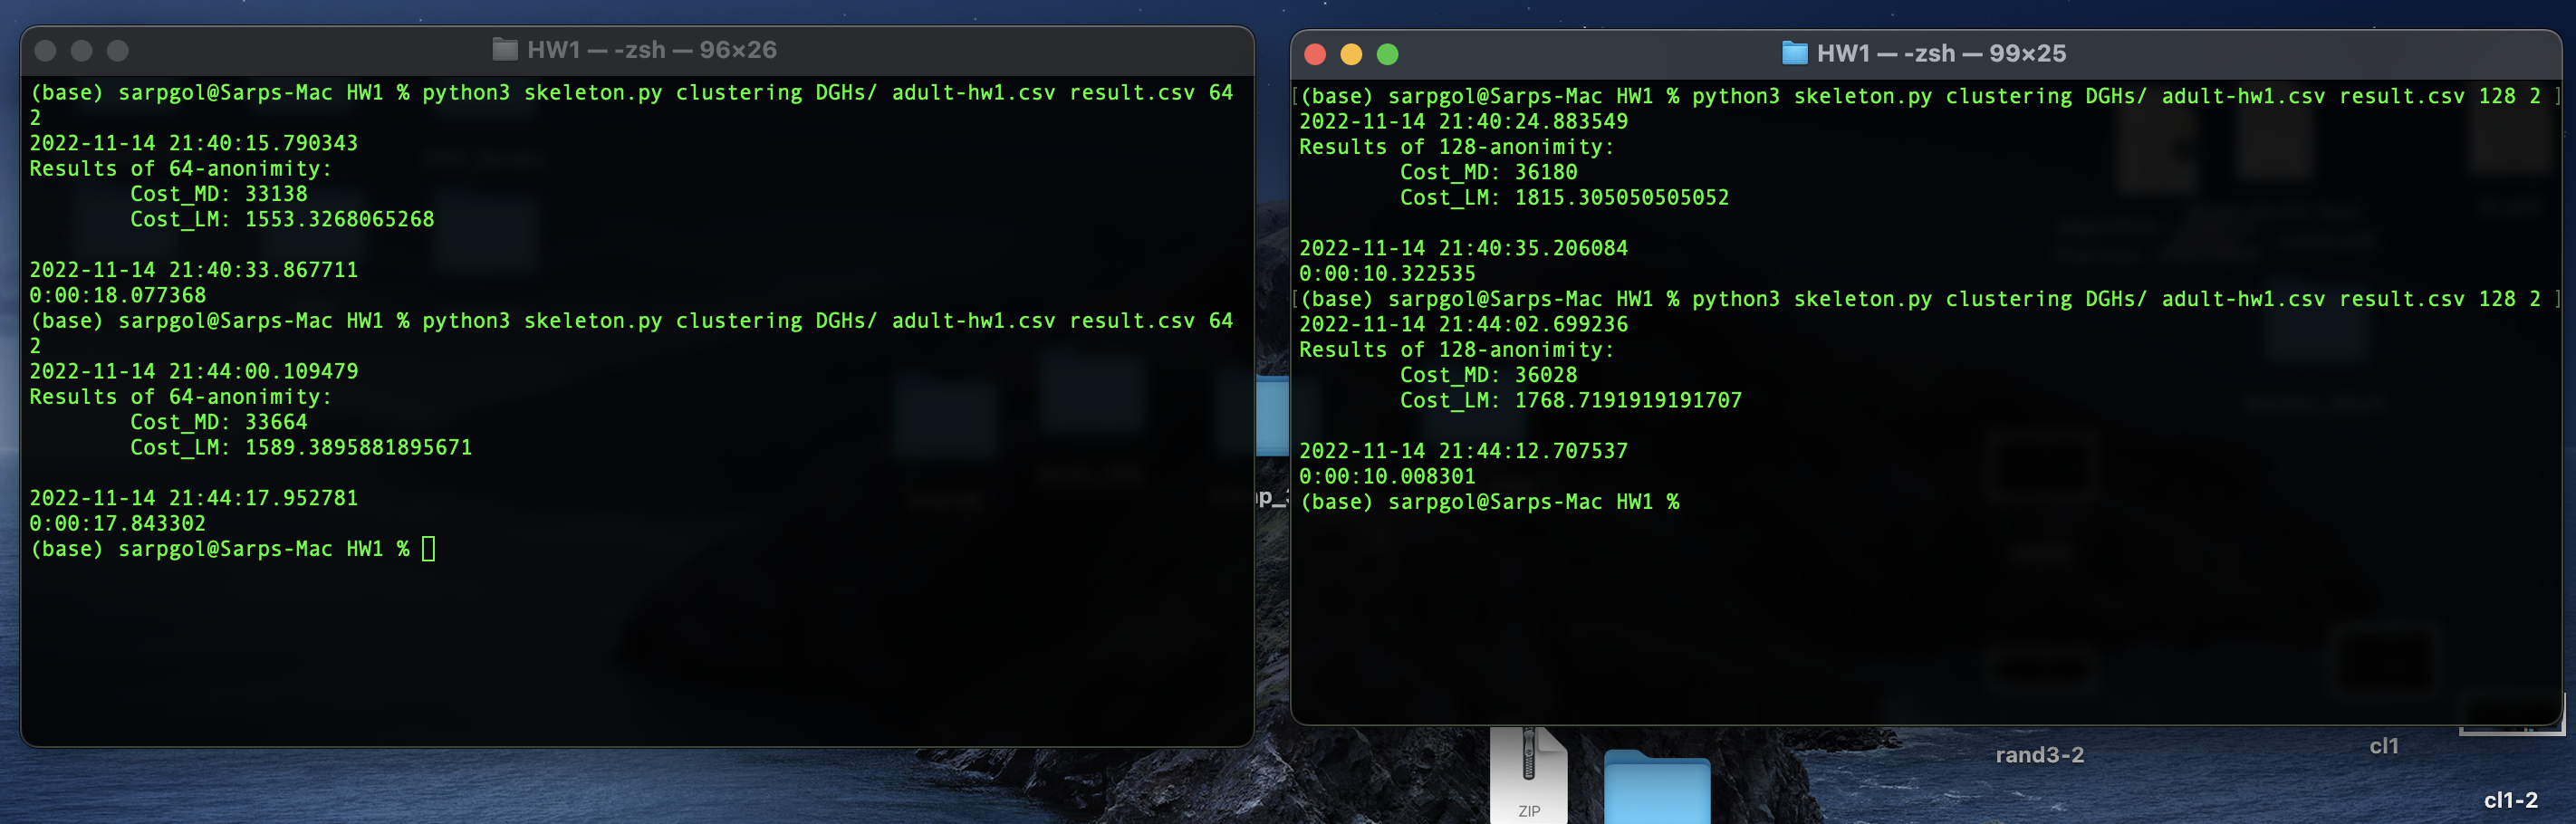 HW1 — -zsh — 96×26
(base) sarpgol@Sarps-Mac HW1 % python3 skeleton.py clustering DGHs/ adult-hw1.csv result.csv 64
2
2022-11-14 21:40:15.790343
Results of 64-anonimity:
Cost_MD: 33138
Cost_LM: 1553.3268065268
2022-11-14 21:40:33.867711
0:00:18.077368
(base) sarpgol@Sarps-Mac HW1 % python3 skeleton.py clustering DGHs/ adult-hw1.csv result.csv 64
2
2022-11-14 21:44:00.109479
Results of 64-anonimity:
Cost_MD: 33664
Cost_LM: 1589.3895881895671
2022-11-14 21:44:17.952781
0:00:17.843302
(base) sarpgol@Sarps-Mac HW1 %
HW1 — -zsh — 99×25
[(base) sarpgol@Sarps-Mac HW1 % python3 skeleton.py clustering DGHs/ adult-hw1.csv result.csv 128 2 ]
2022-11-14 21:40:24.883549
Results of 128-anonimity:
Cost_MD: 36180
Cost_LM: 1815.305050505052
2022-11-14 21:40:35.206084
0:00:10.322535
[(base) sarpgol@Sarps-Mac HW1 % python3 skeleton.py clustering DGHs/ adult-hw1.csv result.csv 128 2 ]
2022-11-14 21:44:02.699236
Results of 128-anonimity:
Cost_MD: 36028
Cost_LM: 1768.7191919191707
2022-11-14 21:44:12.707537
0:00:10.008301
(base) sarpgol@Sarps-Mac HW1 %
rand3-2
cl1
cl1-2
ZIP